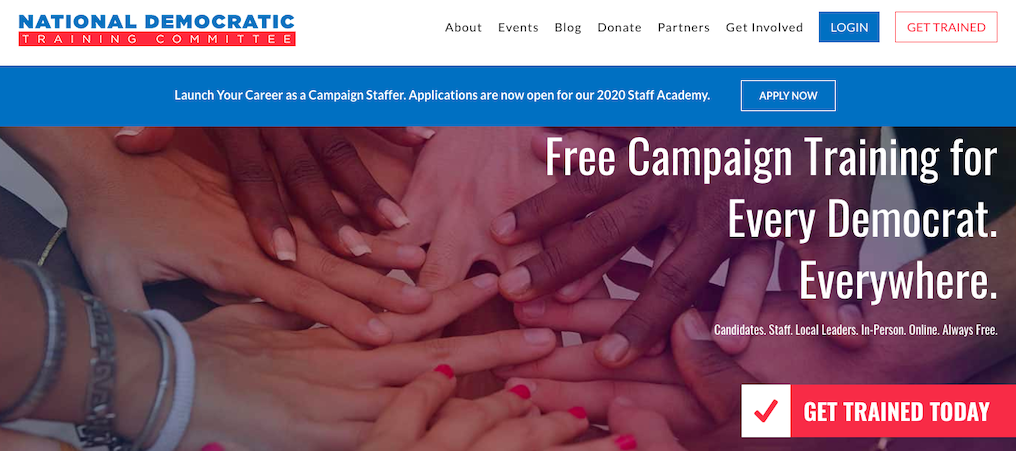 NATIONAL DEMOCRATIC
TRAINING COMMITTEE
About Events Blog Donate Partners Get Involved LOGIN GET TRAINED
Launch Your Career as a Campaign Staffer. Applications are now open for our 2020 Staff Academy. APPLY NOW
Free Campaign Training for
Every Democrat.
Everywhere.
Candidates. Staff. Local Leaders. In-Person. Online. Always Free.
GET TRAINED TODAY